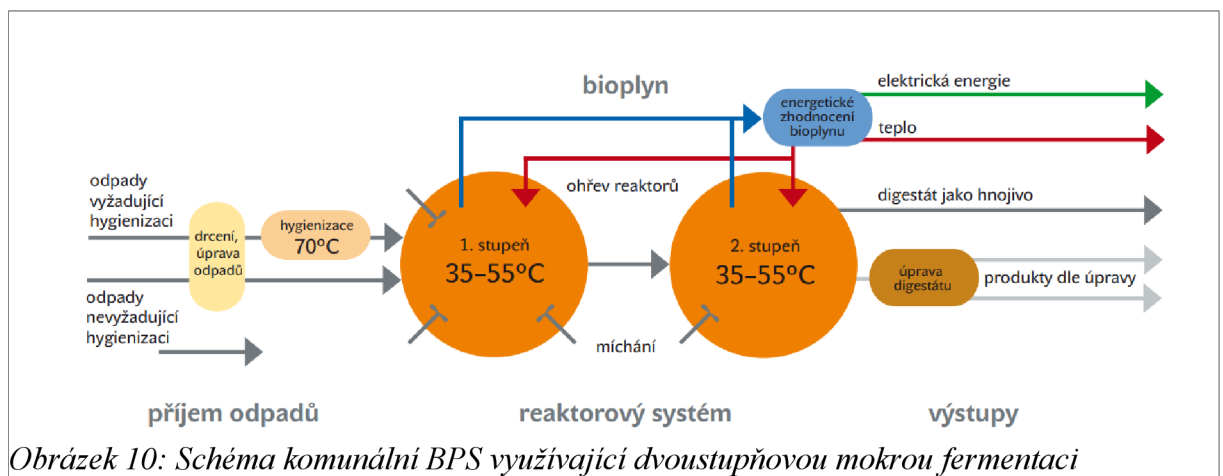 bioplyn
elektrická energie
energetické
zhodnocení
bioplynu
teplo
odpady
vyžadující
hygienizaci
ohřev reaktorů
digestát jako hnojivo
drcení,
úprava
odpadů
hygienizace
70°C
1. stupeň
35–55°C
2. stupeň
35–55°C
úprava
digestátu
produkty dle úpravy
odpady
nevyžadující
hygienizaci
míchání
příjem odpadů
reaktorový systém
výstupy
Obrázek 10: Schéma komunální BPS využívající dvoustupňovou mokrou fermentaci